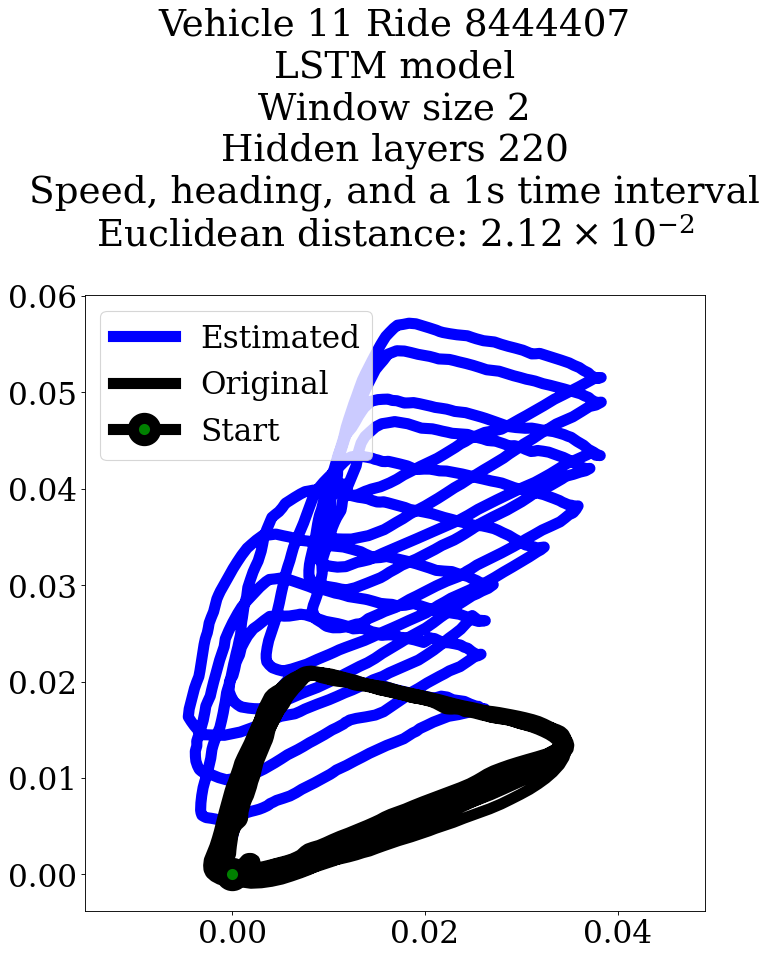 Vehicle 11 Ride 8444407
LSTM model
Window size 2
Hidden layers 220
Speed, heading, and a 1s time interval
Euclidean distance: 2.12 × 10⁻²
0.06
0.05
0.04
0.03
0.02
0.01
0.00
Estimated
Original
Start
0.00 0.02 0.04